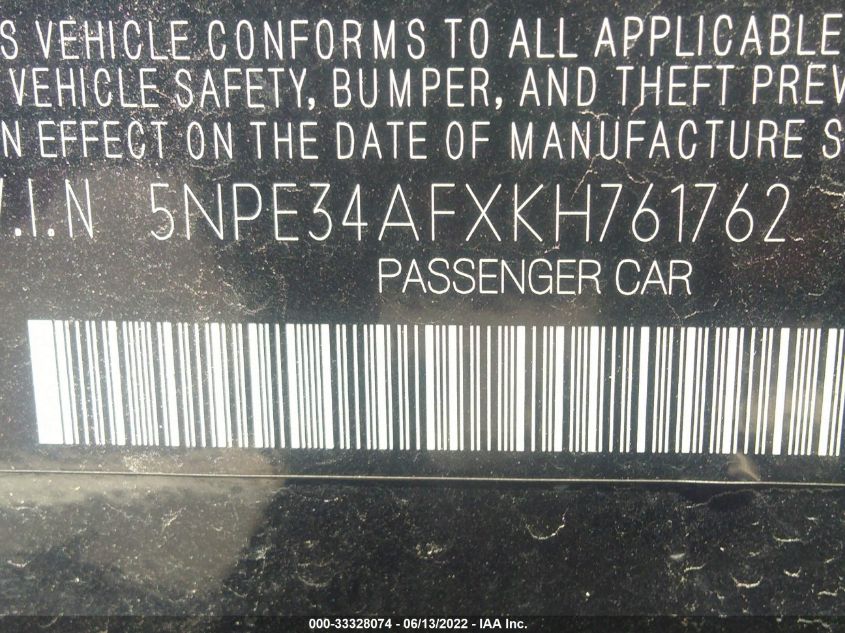 S VEHICLE CONFORMS TO ALL APPLICABLE
VEHICLE SAFETY, BUMPER, AND THEFT PREV
N EFFECT ON THE DATE OF MANUFACTURE S
V.I.N 5NPE34AFXKH761762
PASSENGER CAR
000-33328074 - 06/13/2022 - IAA Inc.